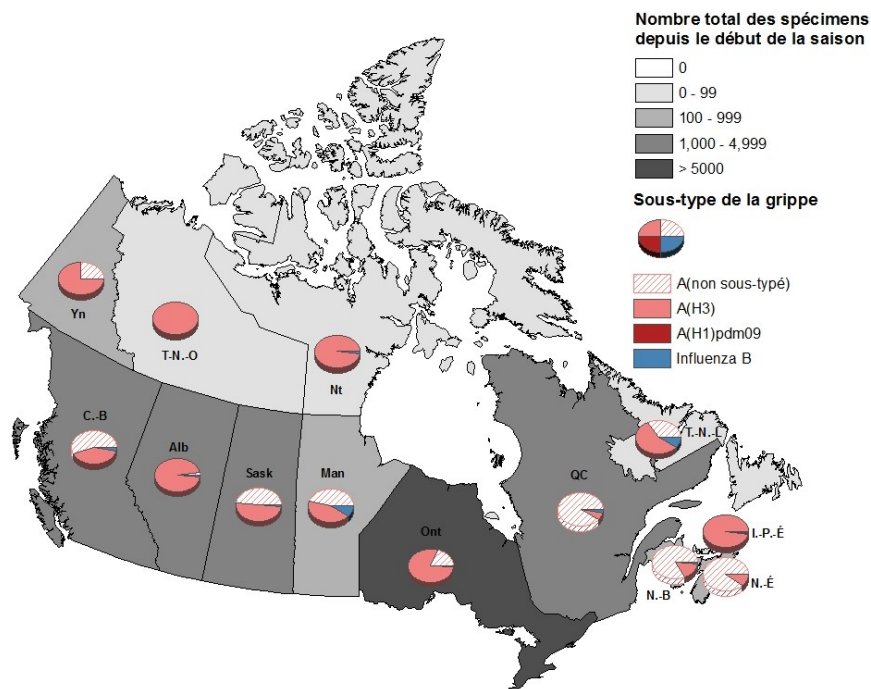 Nombre total des spécimens
depuis le début de la saison
0
0 - 99
100 - 999
1,000 - 4,999
> 5000
Sous-type de la grippe
A(non sous-typé)
A(H3)
A(H1)pdm09
Influenza B
Yn
T-N.-O
Nt
C.-B
Alb
Sask
Man
Ont
QC
T.-N.-L
I.-P.-É
N.-B
N.-É